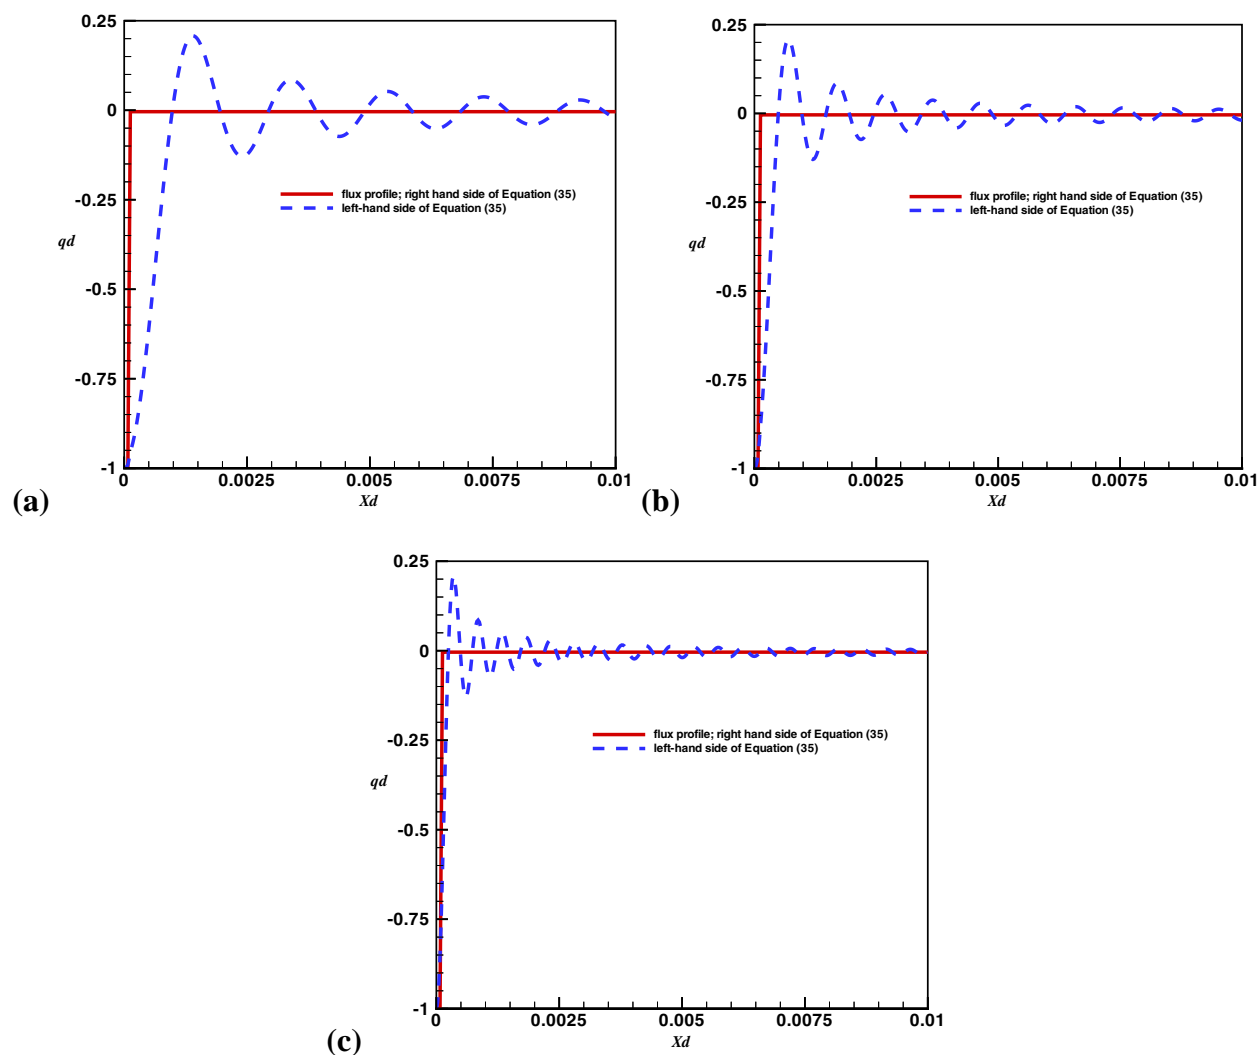 0.25
0
-0.25
qd
-0.5
-0.75
-1
0 0.0025 0.005 0.0075 0.01
Xd
flux profile; right hand side of Equation (35)
left-hand side of Equation (35)
(a)
0.25
0
-0.25
qd
-0.5
-0.75
-1
0 0.0025 0.005 0.0075 0.01
Xd
flux profile; right hand side of Equation (35)
left-hand side of Equation (35)
(b)
0.25
0
-0.25
qd
-0.5
-0.75
-1
0 0.0025 0.005 0.0075 0.01
Xd
flux profile; right hand side of Equation (35)
left-hand side of Equation (35)
(c)